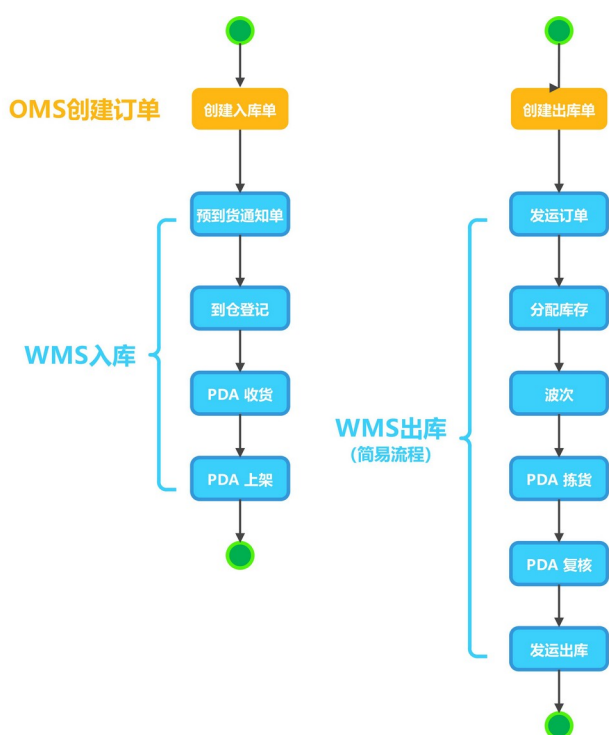 OMS创建订单
创建入库单
预到货通知单
到仓登记
WMS入库
PDA 收货
PDA 上架
创建出库单
发运订单
分配库存
波次
WMS出库
(简易流程)
PDA 拣货
PDA 复核
发运出库